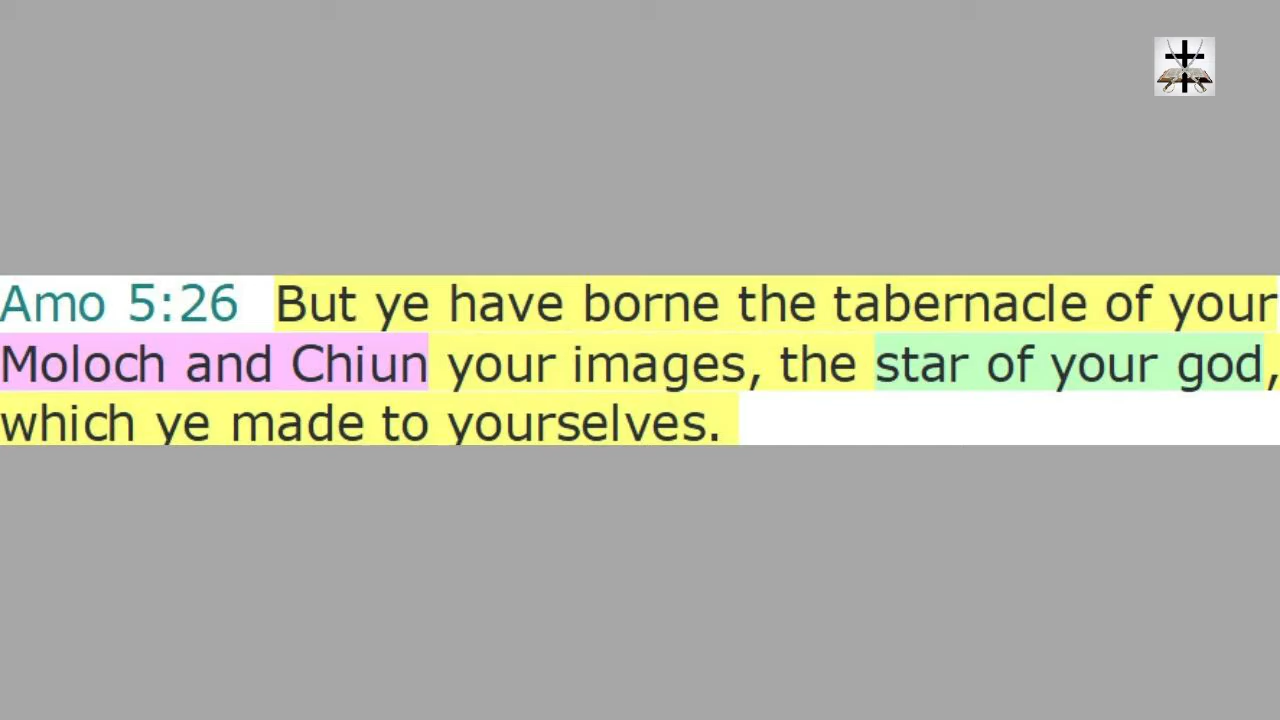 Amo 5:26 But ye have borne the tabernacle of your
Moloch and Chiun your images, the star of your god,
which ye made to yourselves.